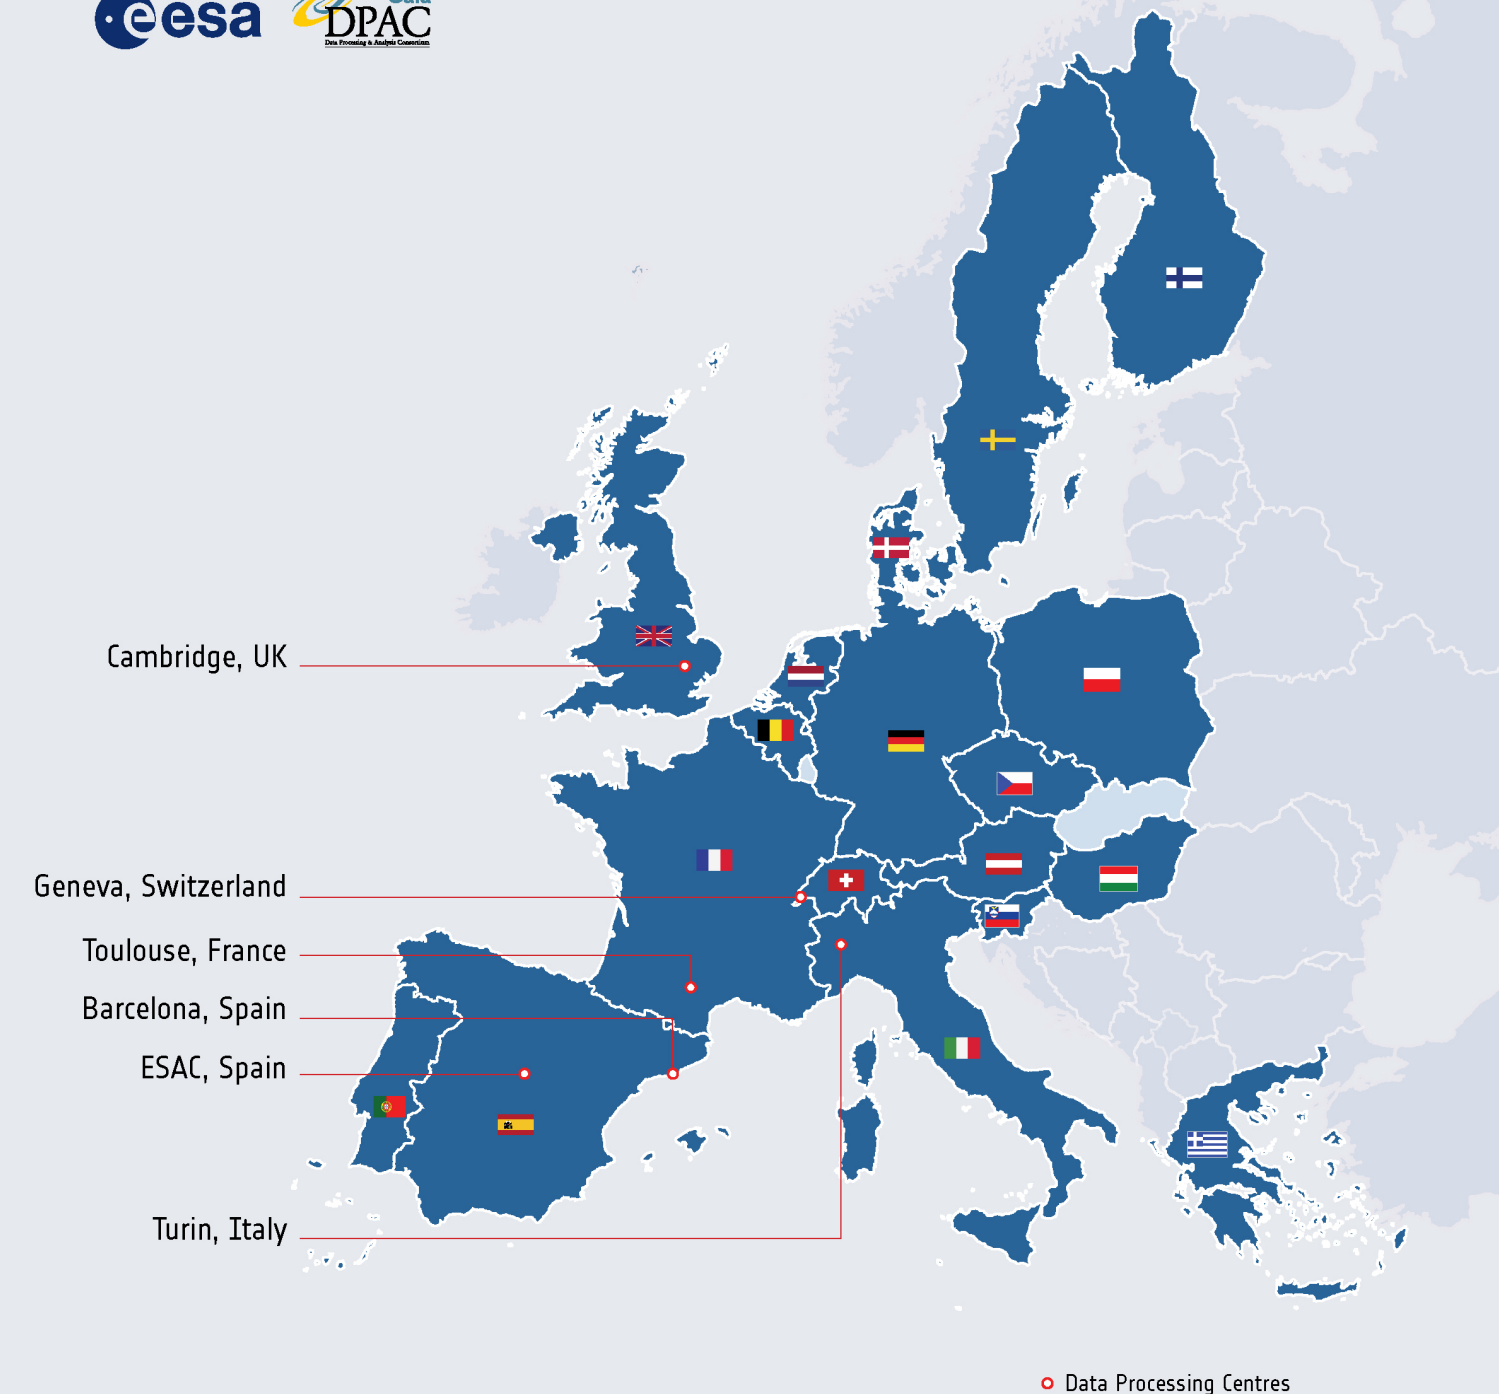 esa
Gaia
DPAC
Data Processing & Analysis Consortium
Cambridge, UK
Geneva, Switzerland
Toulouse, France
Barcelona, Spain
ESAC, Spain
Turin, Italy
Data Processing Centres